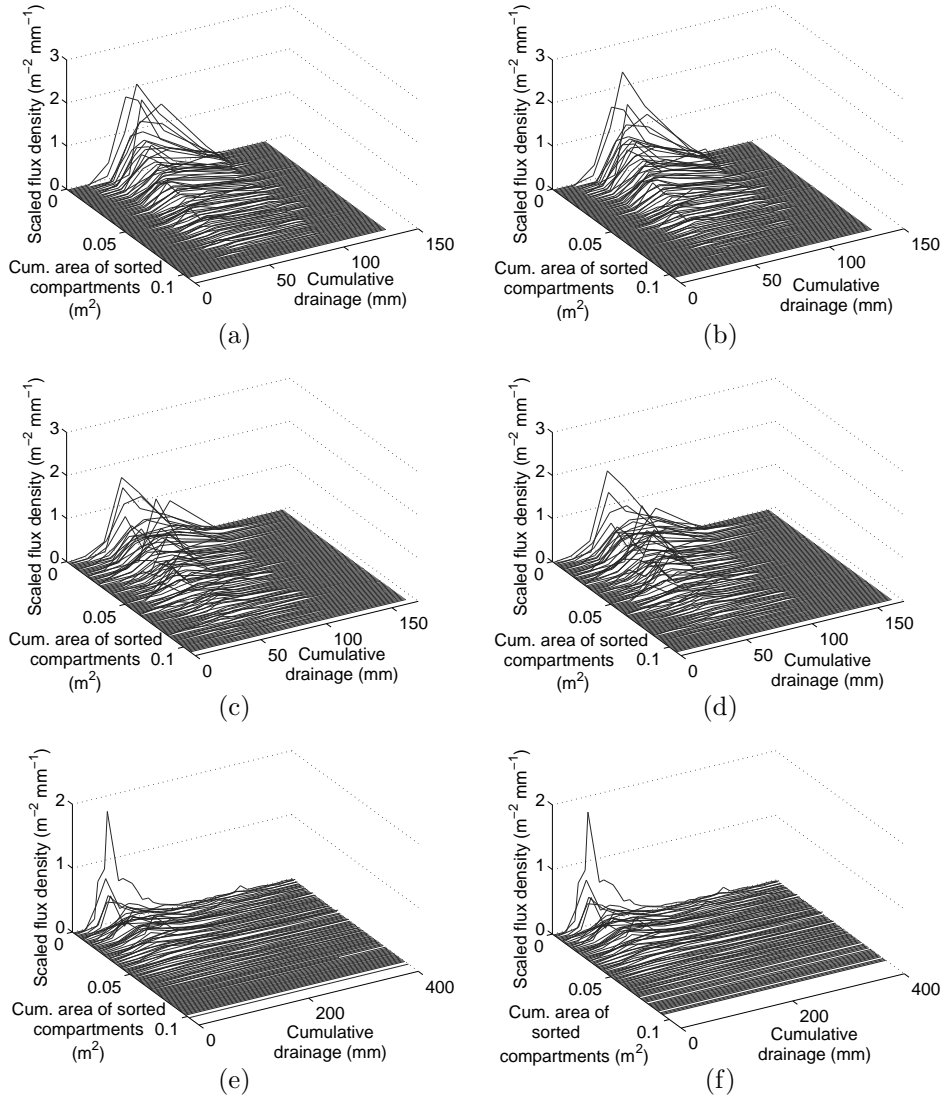 Scaled flux density (m−2 mm−1)
3
2
1
0
0
0.05
0.1
Cum. area of sorted
compartments
(m2)
0
50
100
150
Cumulative
drainage (mm)
(a)
Scaled flux density (m−2 mm−1)
3
2
1
0
0
0.05
0.1
Cum. area of sorted
compartments
(m2)
0
50
100
150
Cumulative
drainage (mm)
(b)
Scaled flux density (m−2 mm−1)
3
2
1
0
0
0.05
0.1
Cum. area of sorted
compartments
(m2)
0
50
100
150
Cumulative
drainage (mm)
(c)
Scaled flux density (m−2 mm−1)
3
2
1
0
0
0.05
0.1
Cum. area of sorted
compartments
(m2)
0
50
100
150
Cumulative
drainage (mm)
(d)
Scaled flux density (m−2 mm−1)
2
1
0
0
0.05
0.1
Cum. area of sorted
compartments
(m2)
0
200
400
Cumulative
drainage (mm)
(e)
Scaled flux density (m−2 mm−1)
2
1
0
0
0.05
0.1
Cum. area of
sorted
compartments (m2)
0
200
400
Cumulative
drainage (mm)
(f)